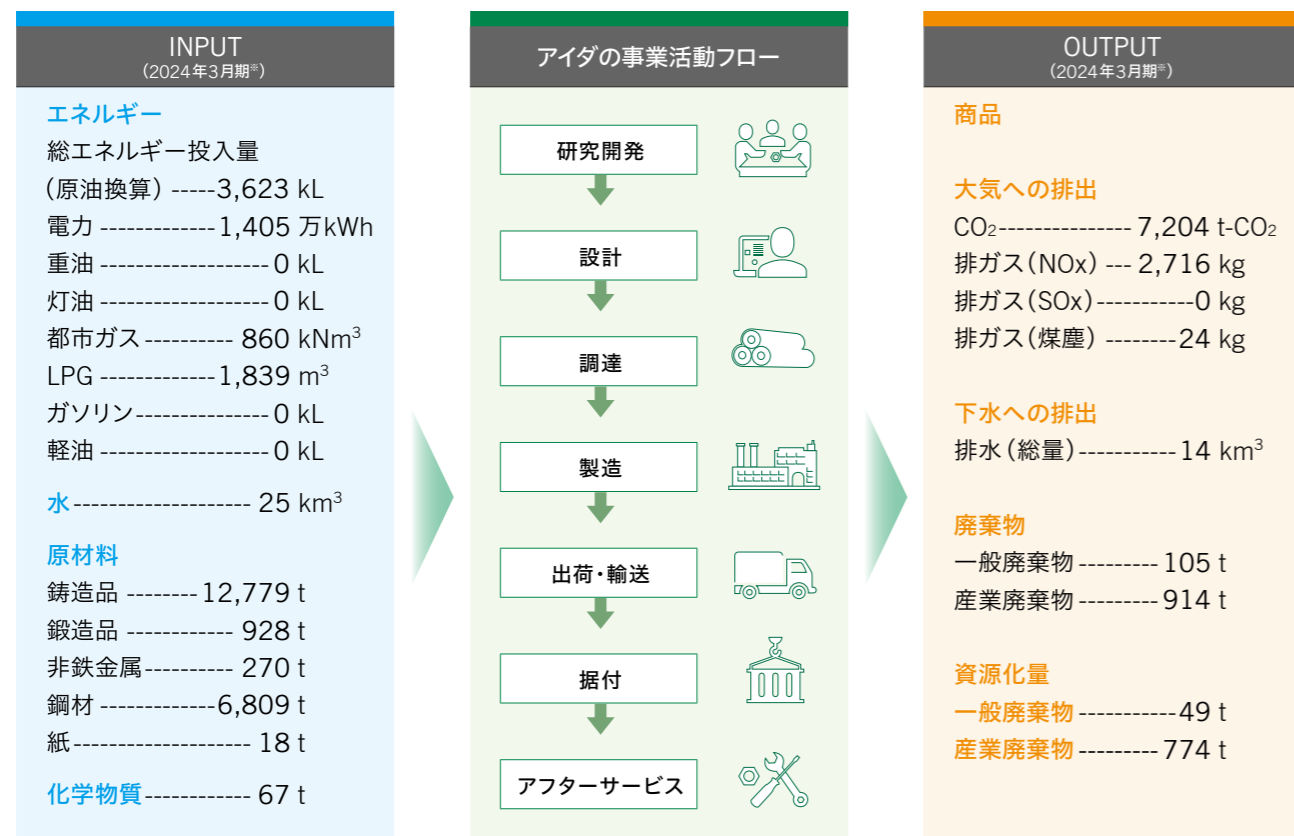 INPUT
(2024年3月期※)
エネルギー
総エネルギー投入量
(原油換算) -----3,623 kL
電力 -------------1,405 万kWh
重油 -------------------0 kL
灯油 -------------------0 kL
都市ガス---------- 860 kNm³
LPG -------------1,839 m³
ガソリン---------------0 kL
軽油 -------------------0 kL
水-------------------- 25 km³
原材料
鋳造品 --------12,779 t
鍛造品 ------------ 928 t
非鉄金属---------- 270 t
鋼材 -------------6,809 t
紙-------------------- 18 t
化学物質------------ 67 t
アイダの事業活動フロー
研究開発
設計
調達
製造
出荷・輸送
据付
アフターサービス
OUTPUT
(2024年3月期※)
商品
大気への排出
CO₂--------------- 7,204 t-CO₂
排ガス(NOx) --- 2,716 kg
排ガス(SOx)-----------0 kg
排ガス(煤塵) --------24 kg
下水への排出
排水(総量)-----------14 km³
廃棄物
一般廃棄物---------105 t
産業廃棄物---------914 t
資源化量
一般廃棄物-----------49 t
産業廃棄物---------774 t